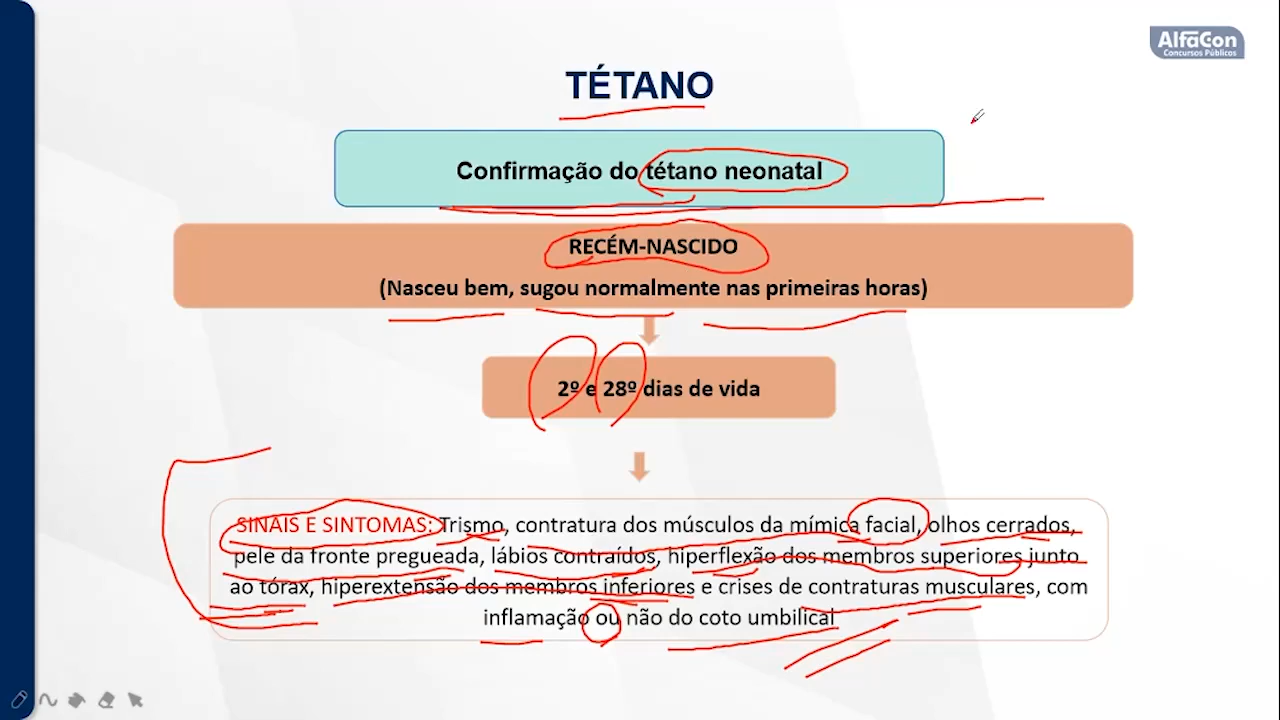 AlfaCon
Concursos Públicos
TÉTANO
Confirmação do tétano neonatal
RECÉM-NASCIDO
(Nasceu bem, sugou normalmente nas primeiras horas)
2º e 28º dias de vida
SINAIS E SINTOMAS: Trismo, contratura dos músculos da mímica facial, olhos cerrados,
pele da fronte pregueada, lábios contraídos, hiperflexão dos membros superiores junto
ao tórax, hiperextensão dos membros inferiores e crises de contraturas musculares, com
inflamação ou não do coto umbilical